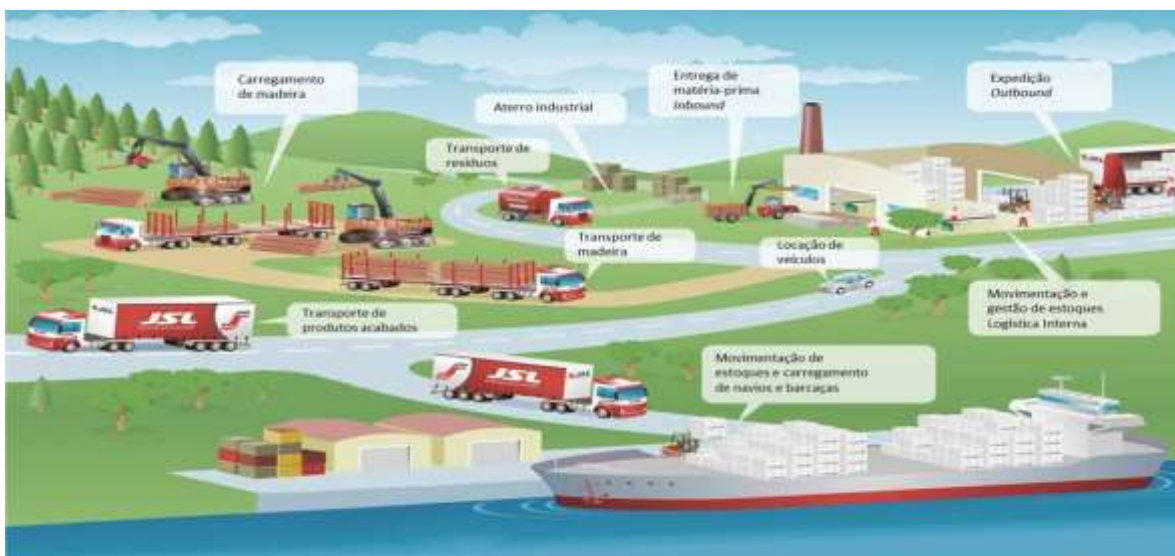 Carregamento
de madeira
Aterro industrial
Entrega de
matéria-prima
Inbound
Expedição
Outbound
Transporte de
resíduos
Transporte de
madeira
Locação de
veículos
Movimentação e
gestão de estoques
Logística Interna
Transporte de
produtos acabados
JSL
Movimentação de
estoques e carregamento
de navios e barcaças
JSL